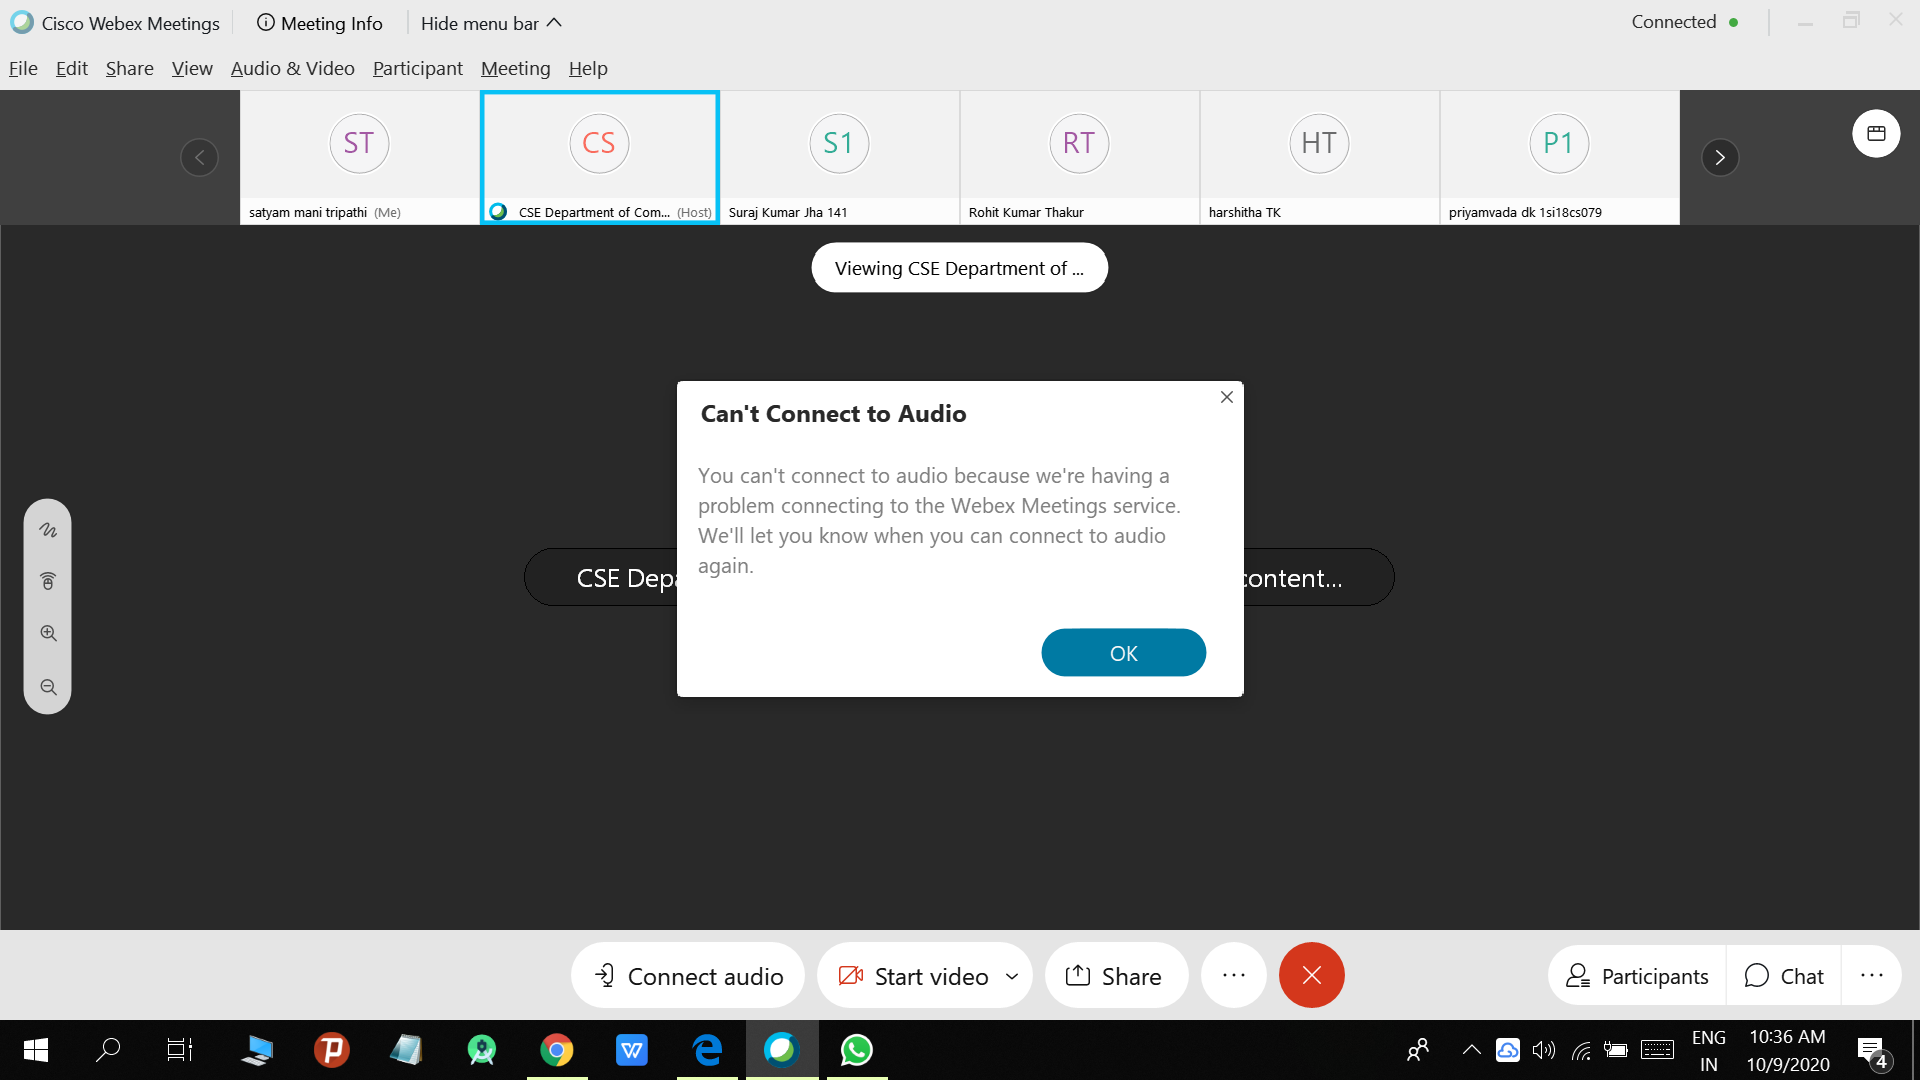 Cisco Webex Meetings
Meeting Info
Hide menu bar
Connected
File Edit Share View Audio & Video Participant Meeting Help
ST
CS
S1
RT
HT
P1
satyam mani tripathi (Me)
CSE Department of Com... (Host)
Suraj Kumar Jha 141
Rohit Kumar Thakur
harshitha TK
priyamvada dk 1si18cs079
Viewing CSE Department of ...
Can't Connect to Audio
You can't connect to audio because we're having a
problem connecting to the Webex Meetings service.
We'll let you know when you can connect to audio
again.
CSE Depa
content...
OK
Connect audio
Start video
Share
Participants
Chat
P
W
ENG
IN
10:36 AM
10/9/2020
4